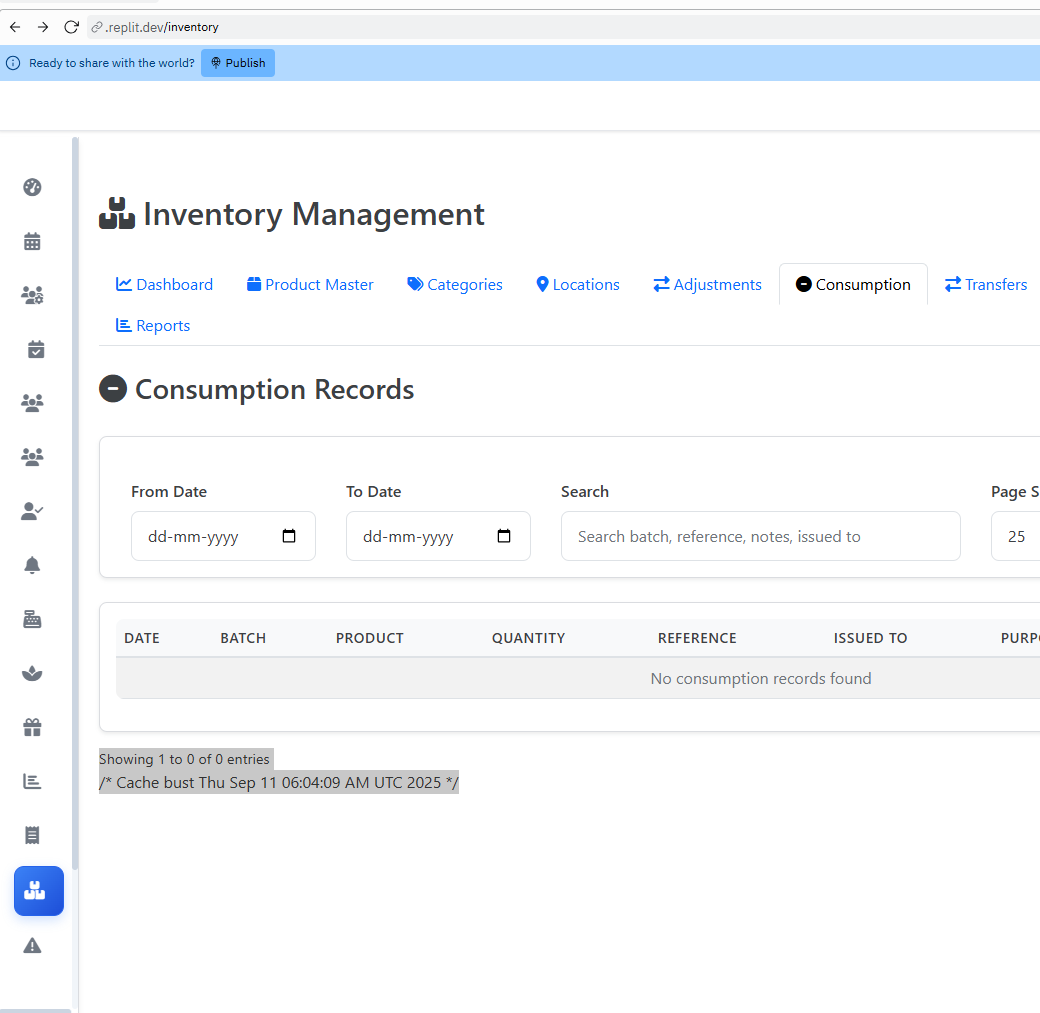 .replit.dev/inventory
Ready to share with the world? Publish
Inventory Management
Dashboard Product Master Categories Locations Adjustments Consumption Transfers
Reports
Consumption Records
From Date To Date Search Page S
dd-mm-yyyy dd-mm-yyyy Search batch, reference, notes, issued to 25
DATE BATCH PRODUCT QUANTITY REFERENCE ISSUED TO PURPO
No consumption records found
Showing 1 to 0 of 0 entries
/* Cache bust Thu Sep 11 06:04:09 AM UTC 2025 */